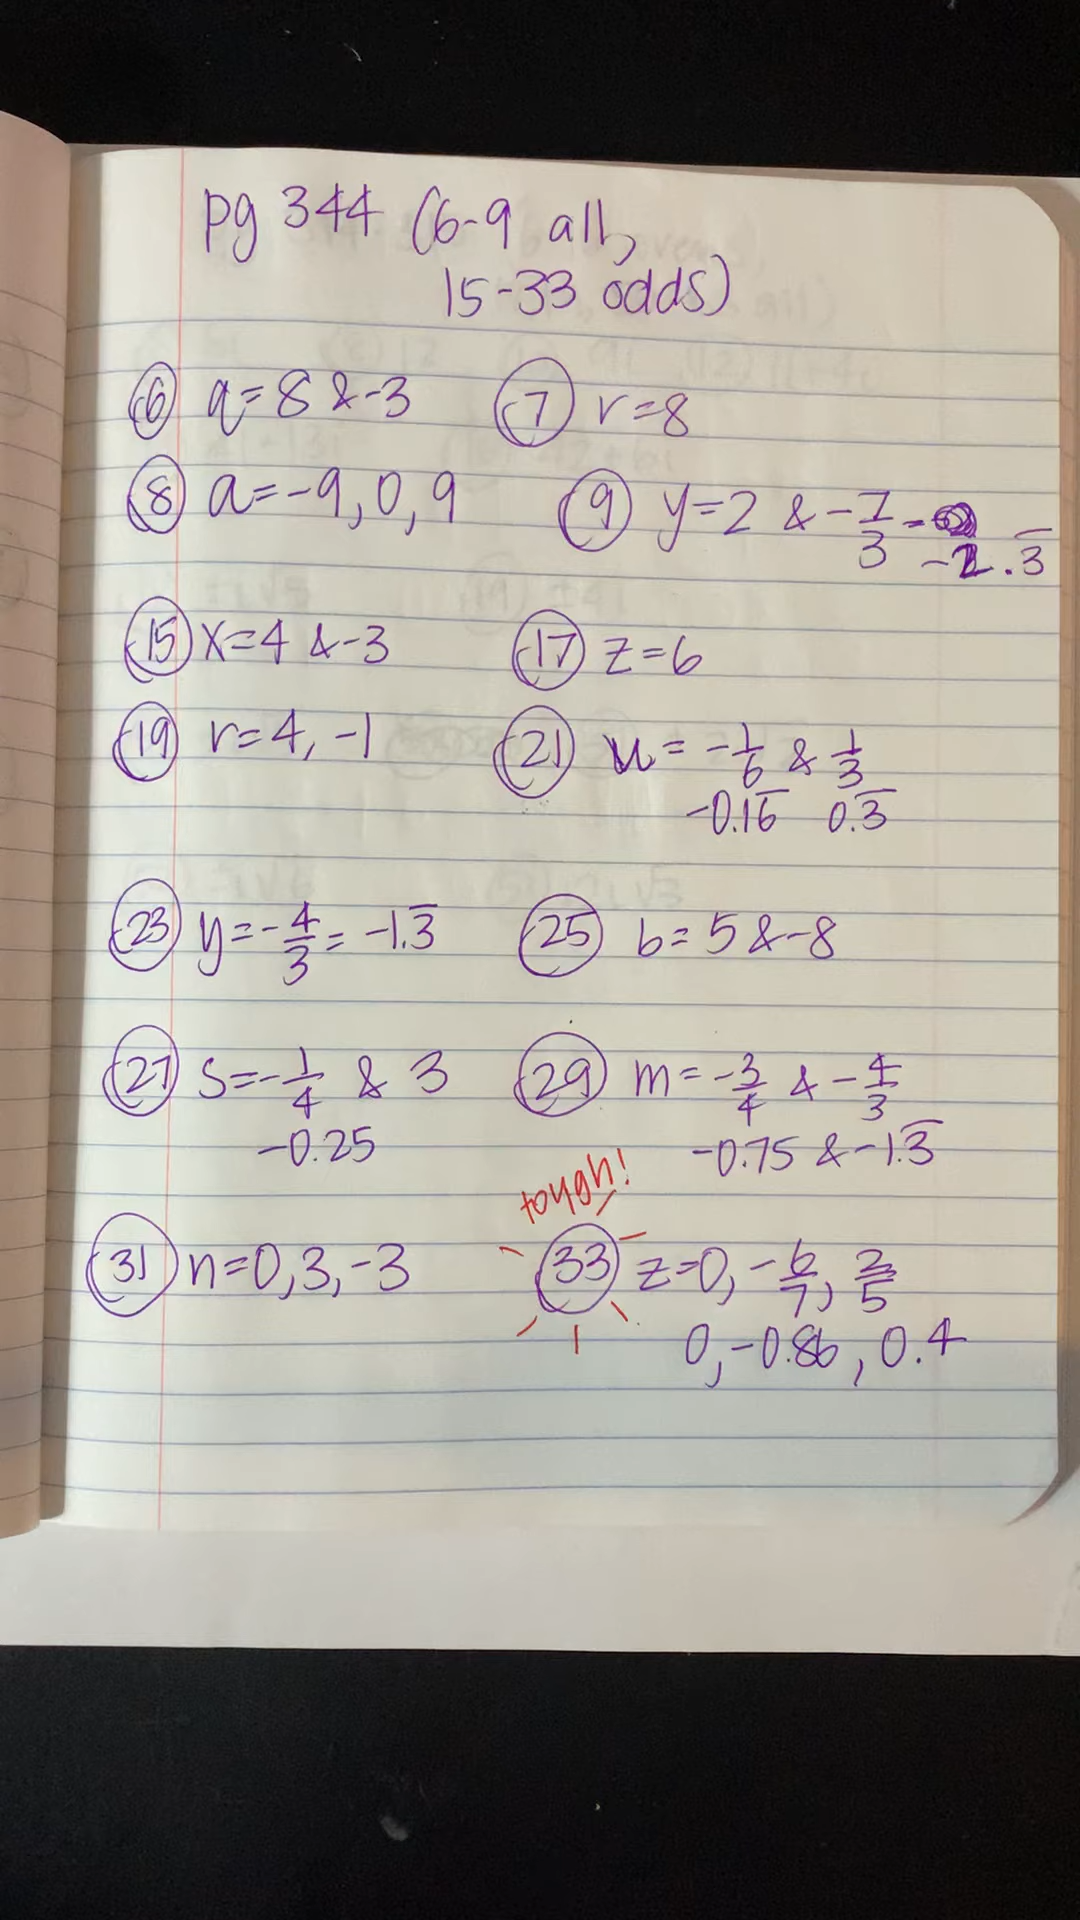 pg 344 (6-9 all,
15-33 odds)
6 a=8 & -3 7 r=8
8 a=-9, 0, 9 9 y=2 & -7/3 = -2.3̅
15 x=4 & -3 17 z=6
19 r=4, -1 21 u = -1/6 & 1/3
-0.16̅ 0.3̅
23 y=-4/3 = -1.3̅ 25 b=5 & -8
27 s=-1/4 & 3 29 m=-3/4 & -4/3
-0.25 -0.75 & -1.3̅
tough!
31 n=0,3,-3 33 z=0, -6/7, 2/5
0, -0.86, 0.4